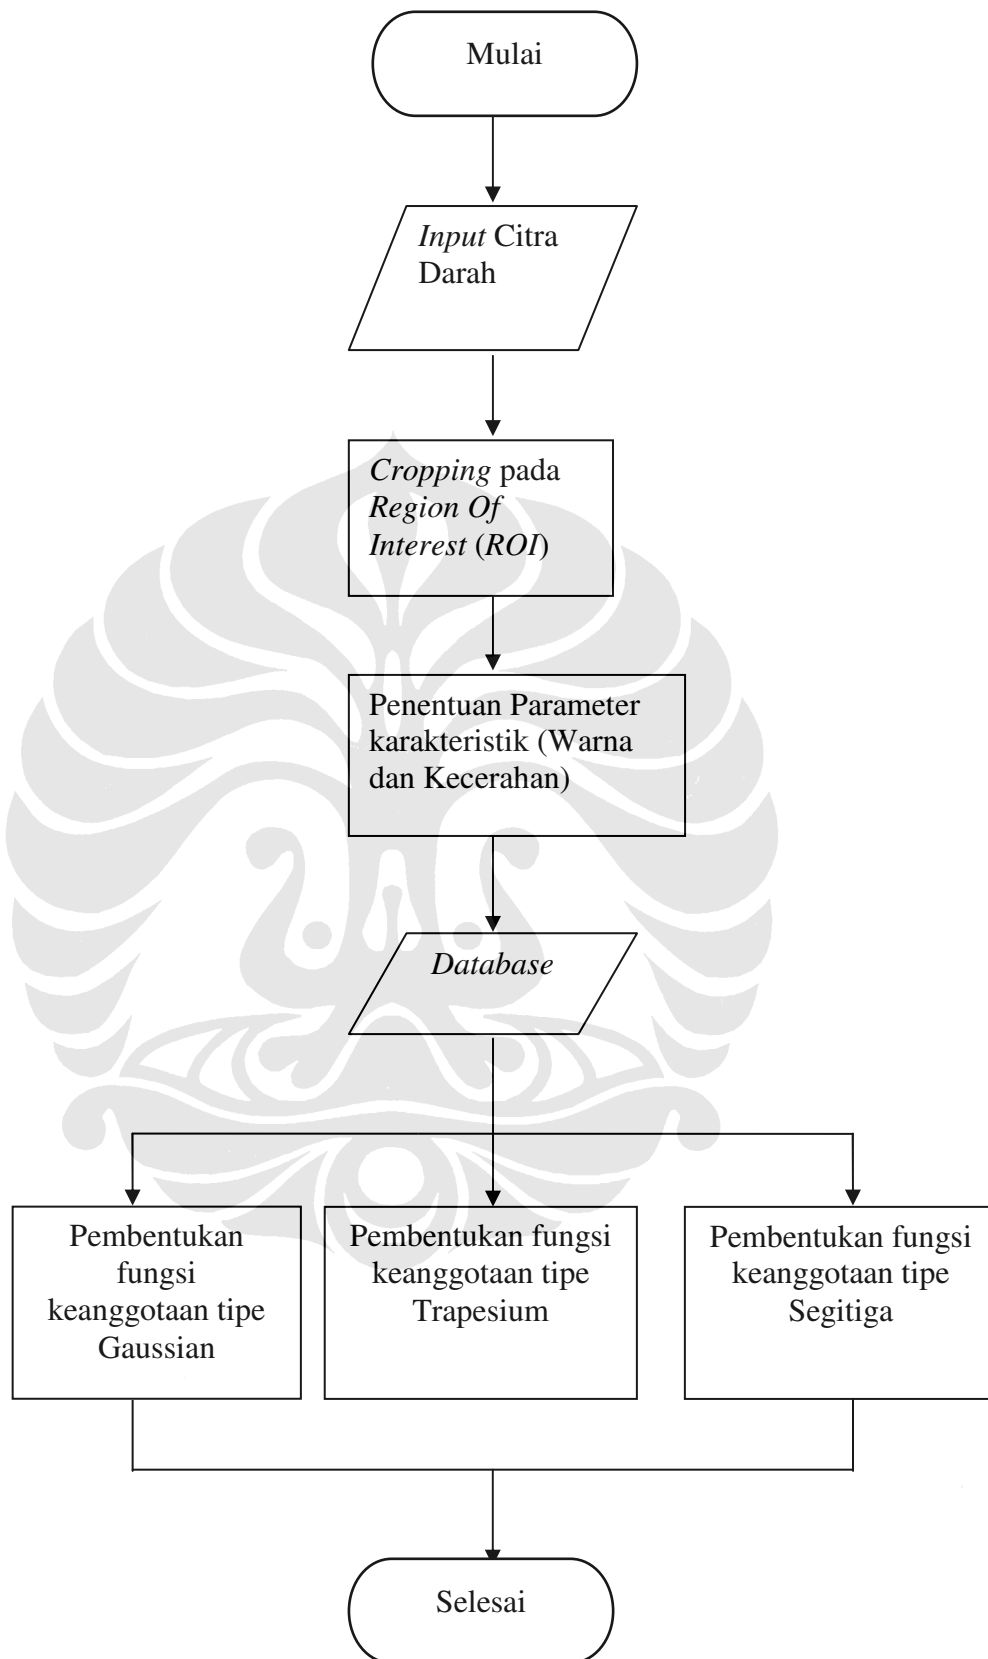 Mulai
Input Citra
Darah
Cropping pada
Region Of
Interest (ROI)
Penentuan Parameter
karakteristik (Warna
dan Kecerahan)
Database
Pembentukan
fungsi
keanggotaan tipe
Gaussian
Pembentukan fungsi
keanggotaan tipe
Trapesium
Pembentukan fungsi
keanggotaan tipe
Segitiga
Selesai